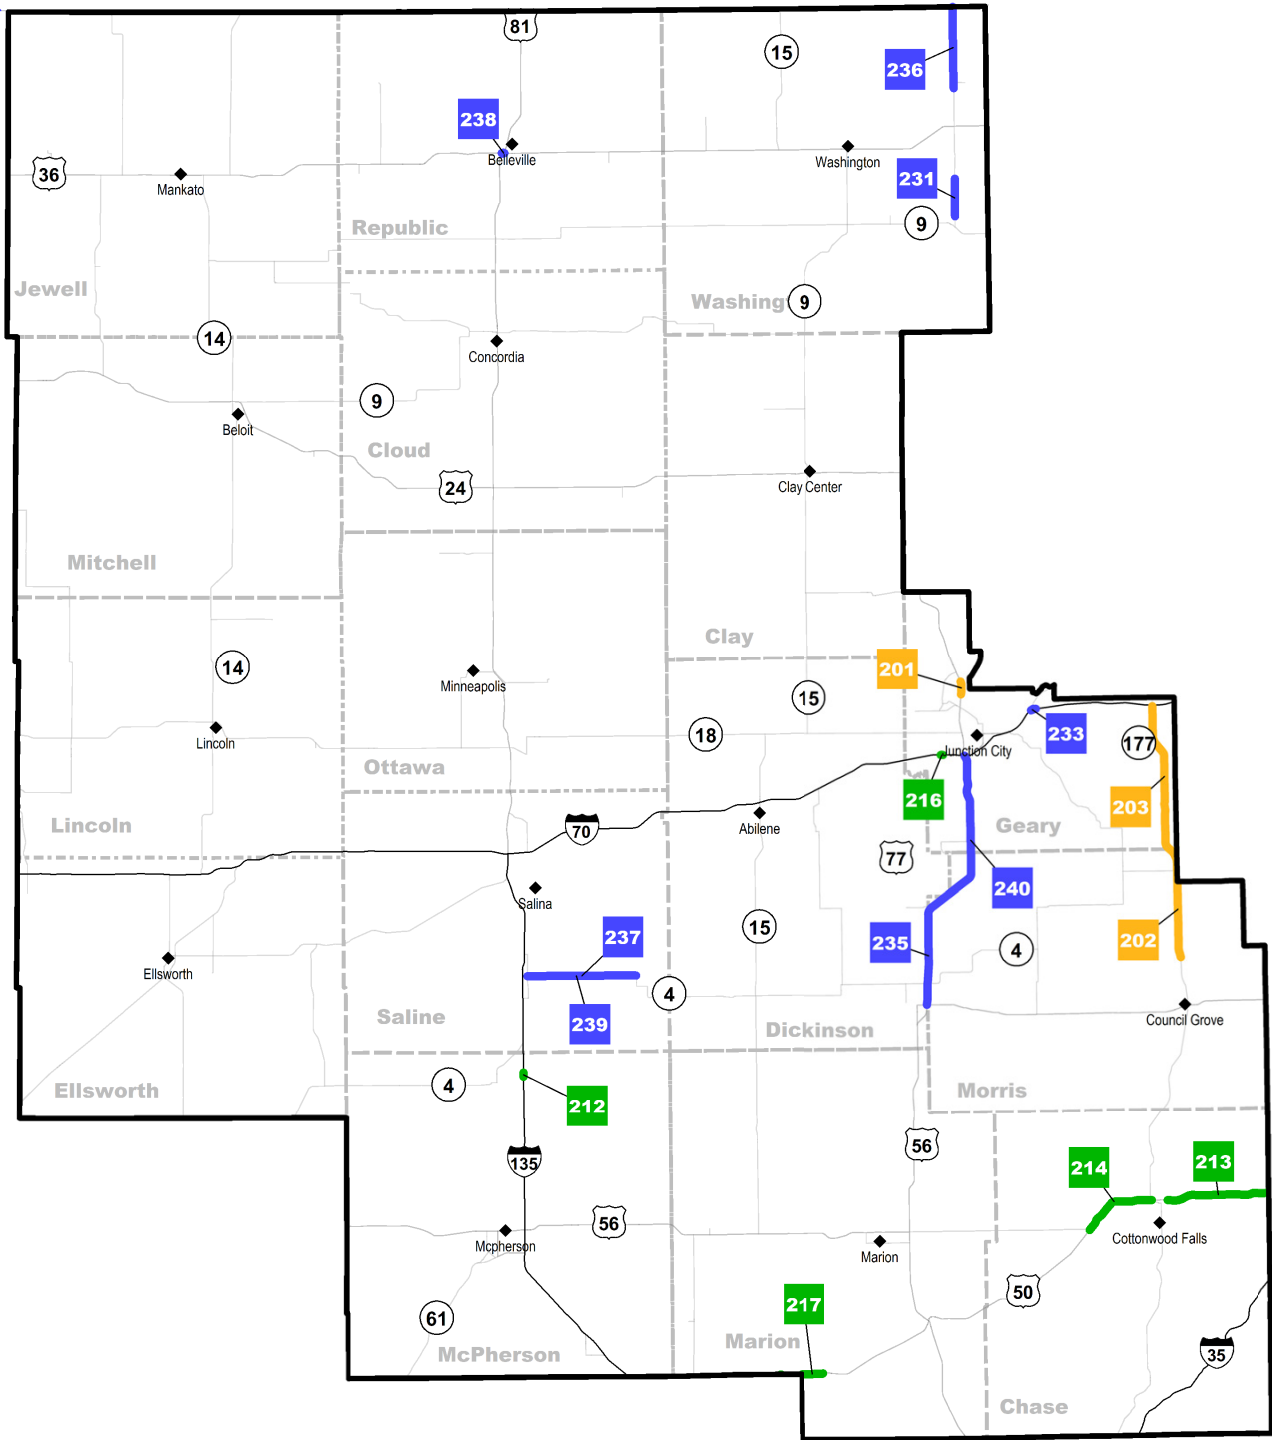 81
15
236
238
Belleville
Washington
36
Mankato
231
9
Republic
Jewell
Washing
9
14
Concordia
9
Beloit
Cloud
24
Clay Center
Mitchell
Clay
14
201
Minneapolis
15
Lincoln
18
233
177
Junction City
Ottawa
216
203
Lincoln
70
Abilene
Geary
77
240
Salina
237
15
235
4
202
Ellsworth
4
239
Saline
Dickinson
Council Grove
Ellsworth
4
212
Morris
56
135
214
213
56
Mcpherson
Marion
Cottonwood Falls
50
217
61
McPherson
Marion
35
Chase